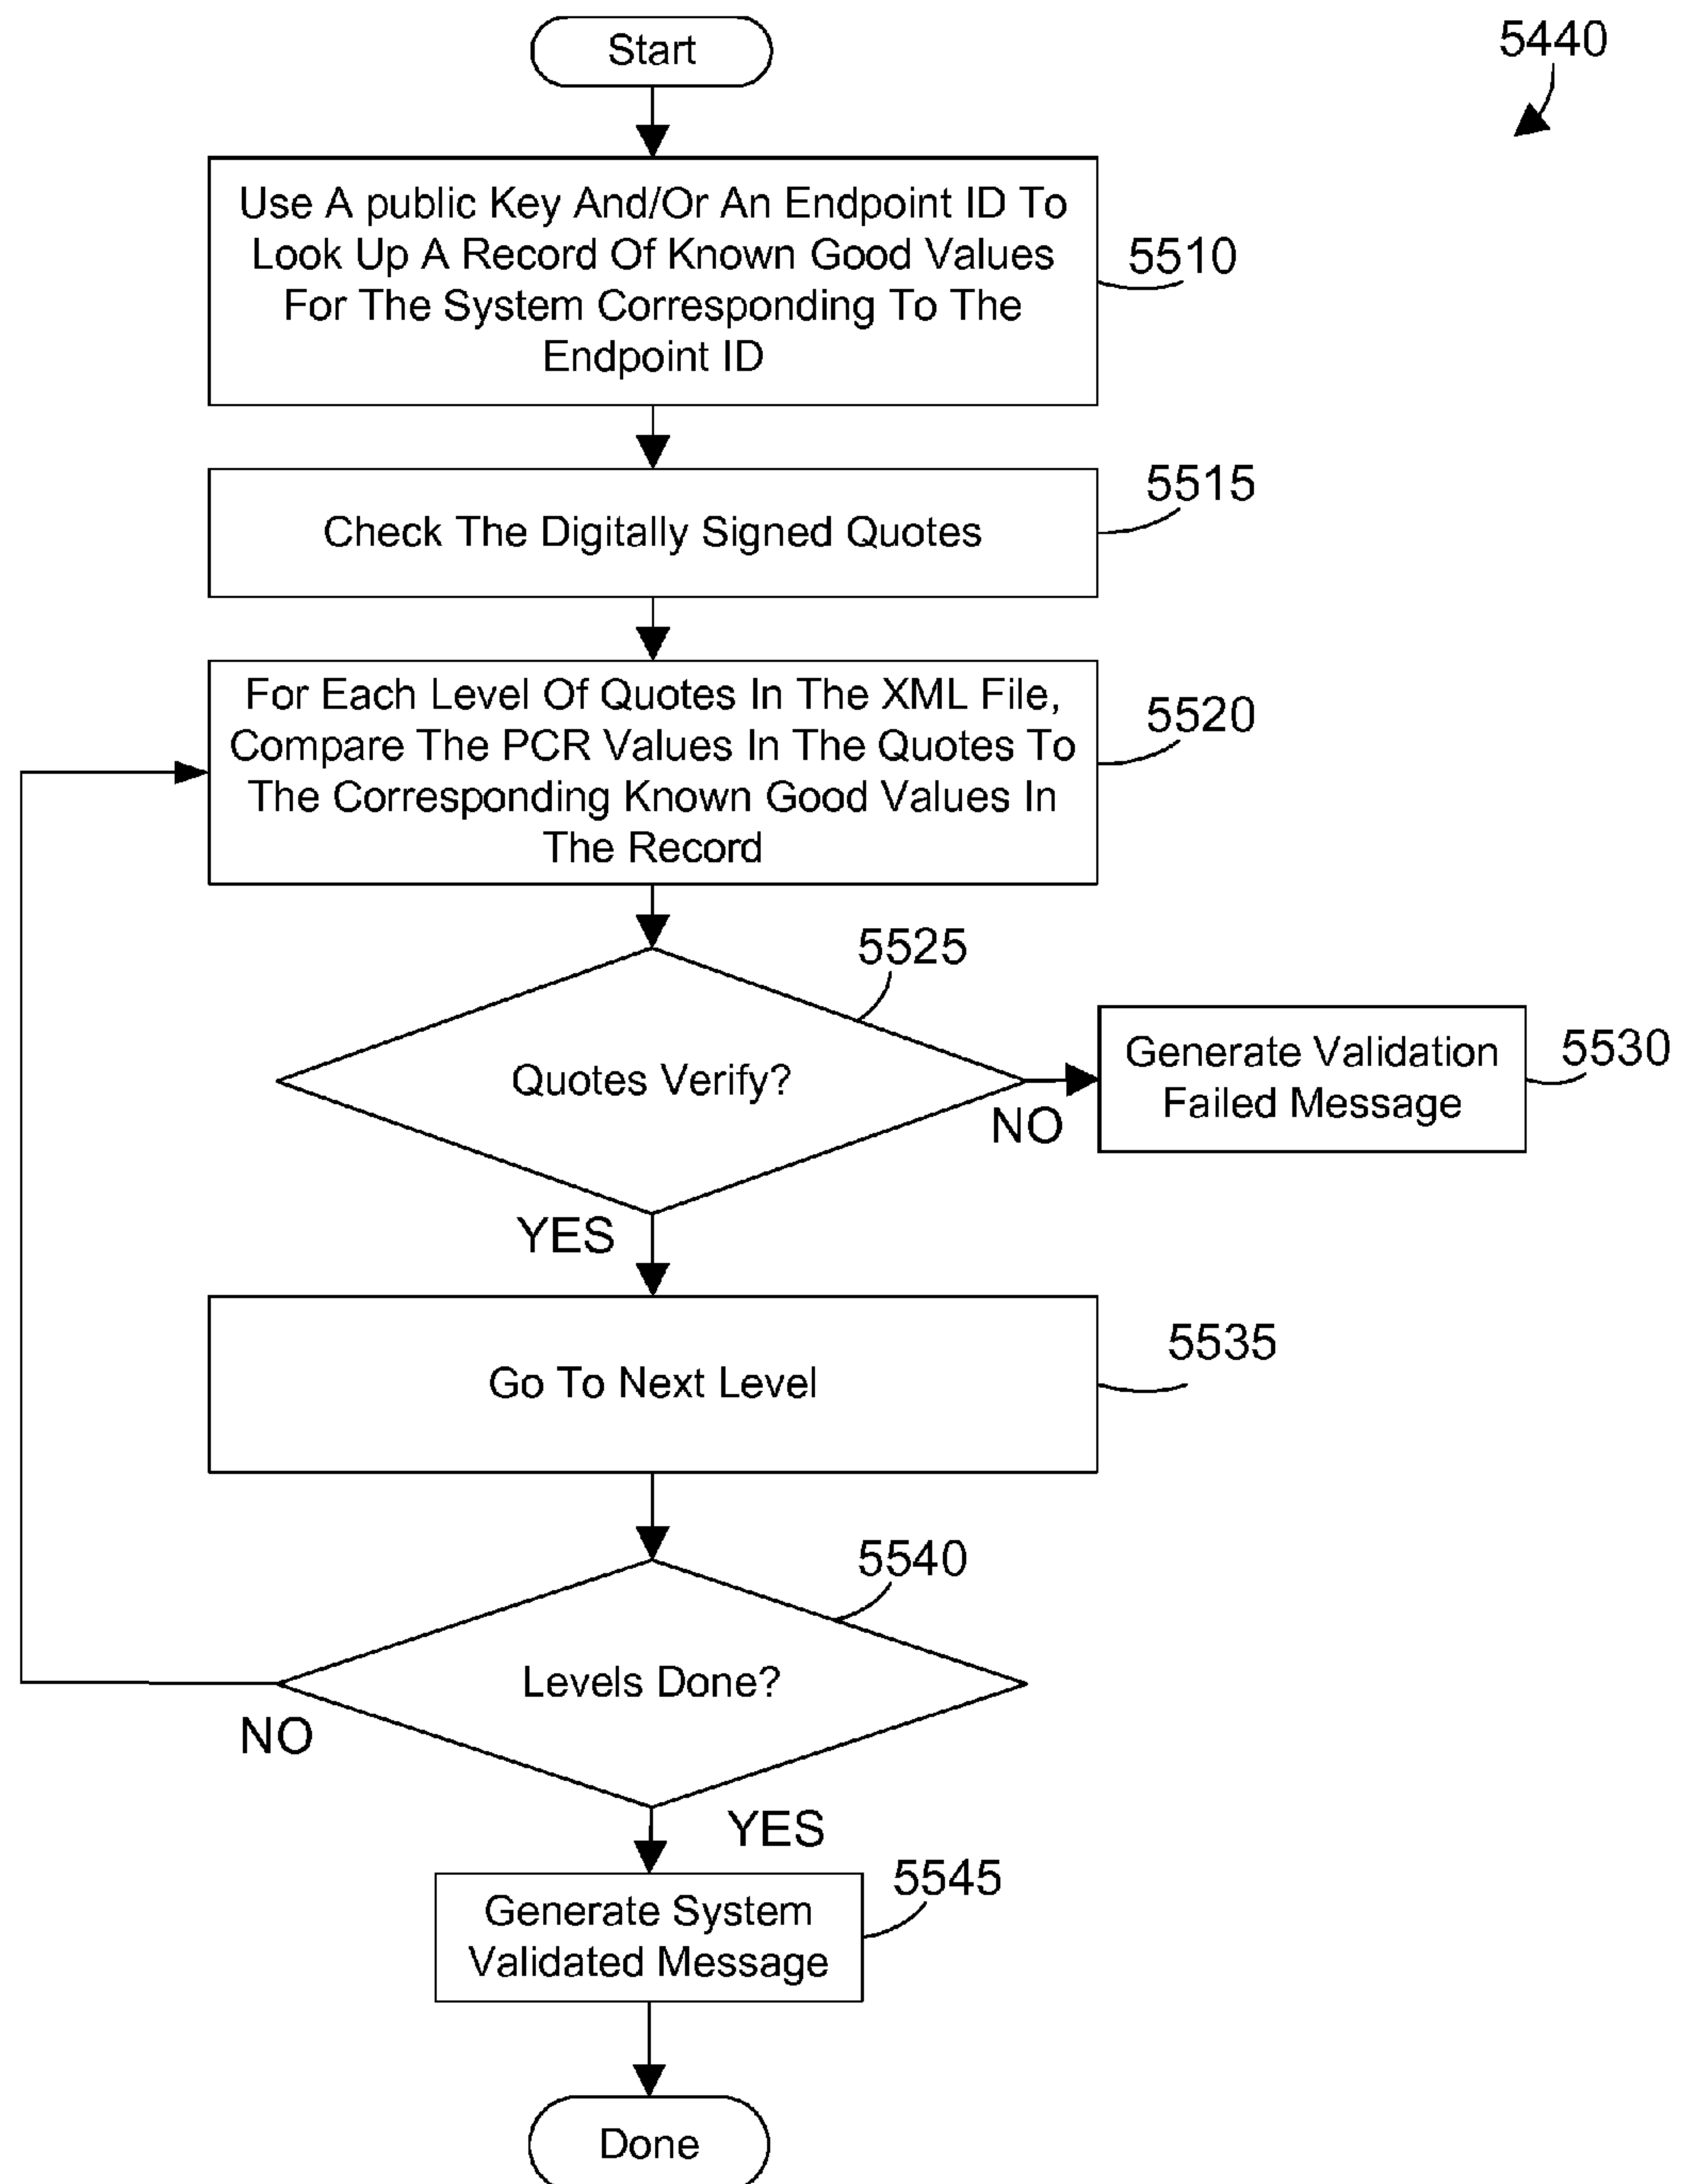 Start
5440
Use A public Key And/Or An Endpoint ID To
Look Up A Record Of Known Good Values
For The System Corresponding To The
Endpoint ID
5510
Check The Digitally Signed Quotes
5515
For Each Level Of Quotes In The XML File,
Compare The PCR Values In The Quotes To
The Corresponding Known Good Values In
The Record
5520
5525
Quotes Verify?
NO
Generate Validation
Failed Message
5530
YES
Go To Next Level
5535
5540
Levels Done?
NO
YES
5545
Generate System
Validated Message
Done